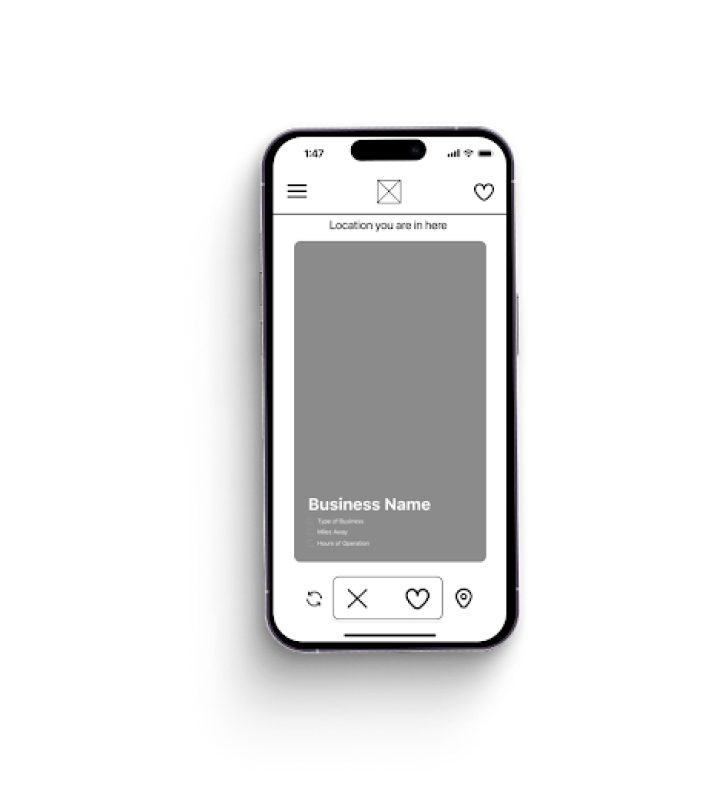 1:47
Location you are in here
Business Name
Type of Business
Miles Away
Hours of Operation